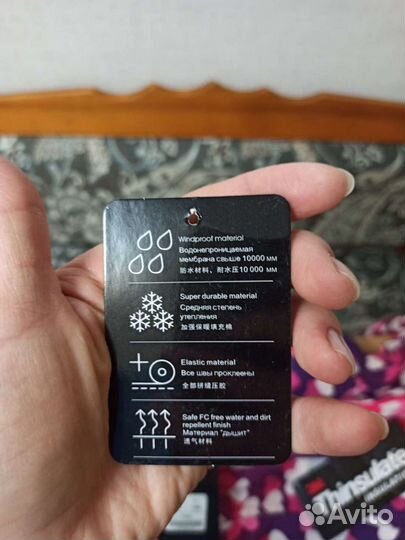 Windproof material
Водонепроницаемая
мембрана свыше 10000 мм
防水材料、耐水压10 000 мм
Super durable material
Средняя степень
утепления
加强保暖填充棉
Elastic material
Все швы проклеены
全部拼缝压胶
Safe FC free water and dirt
repellent finish
Материал "дышит"
透气材料
3M
Thinsulate
Avito